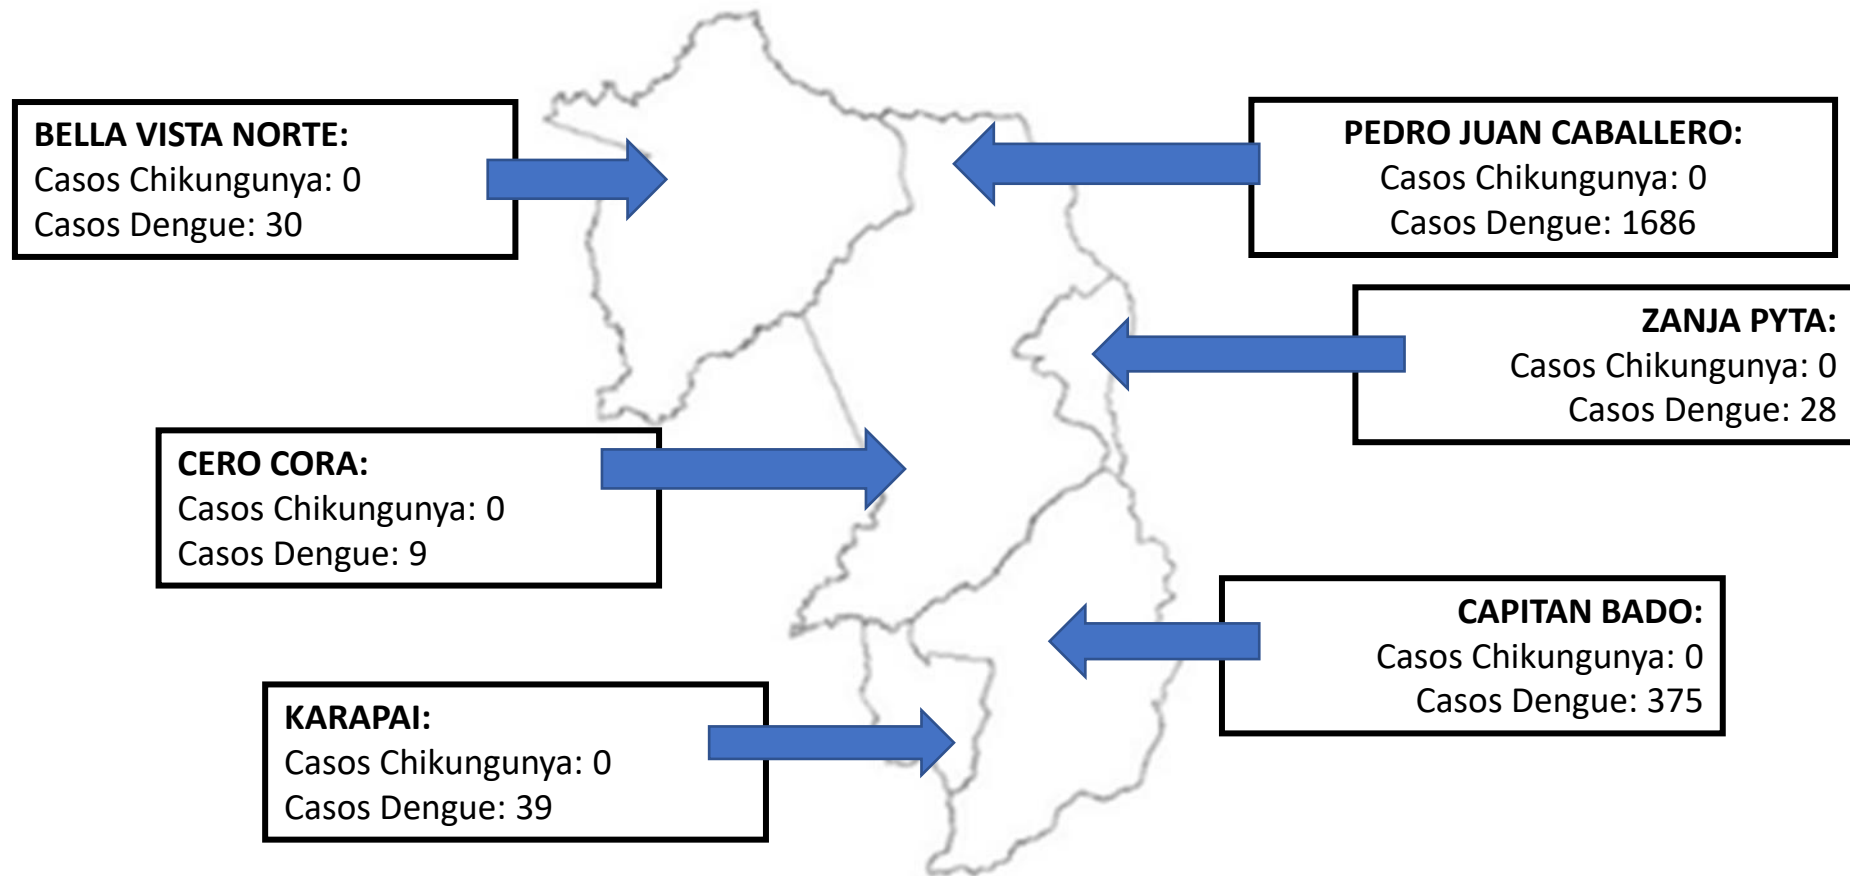 BELLA VISTA NORTE:
Casos Chikungunya: 0
Casos Dengue: 30
PEDRO JUAN CABALLERO:
Casos Chikungunya: 0
Casos Dengue: 1686
ZANJA PYTA:
Casos Chikungunya: 0
Casos Dengue: 28
CERO CORA:
Casos Chikungunya: 0
Casos Dengue: 9
CAPITAN BADO:
Casos Chikungunya: 0
Casos Dengue: 375
KARAPAI:
Casos Chikungunya: 0
Casos Dengue: 39